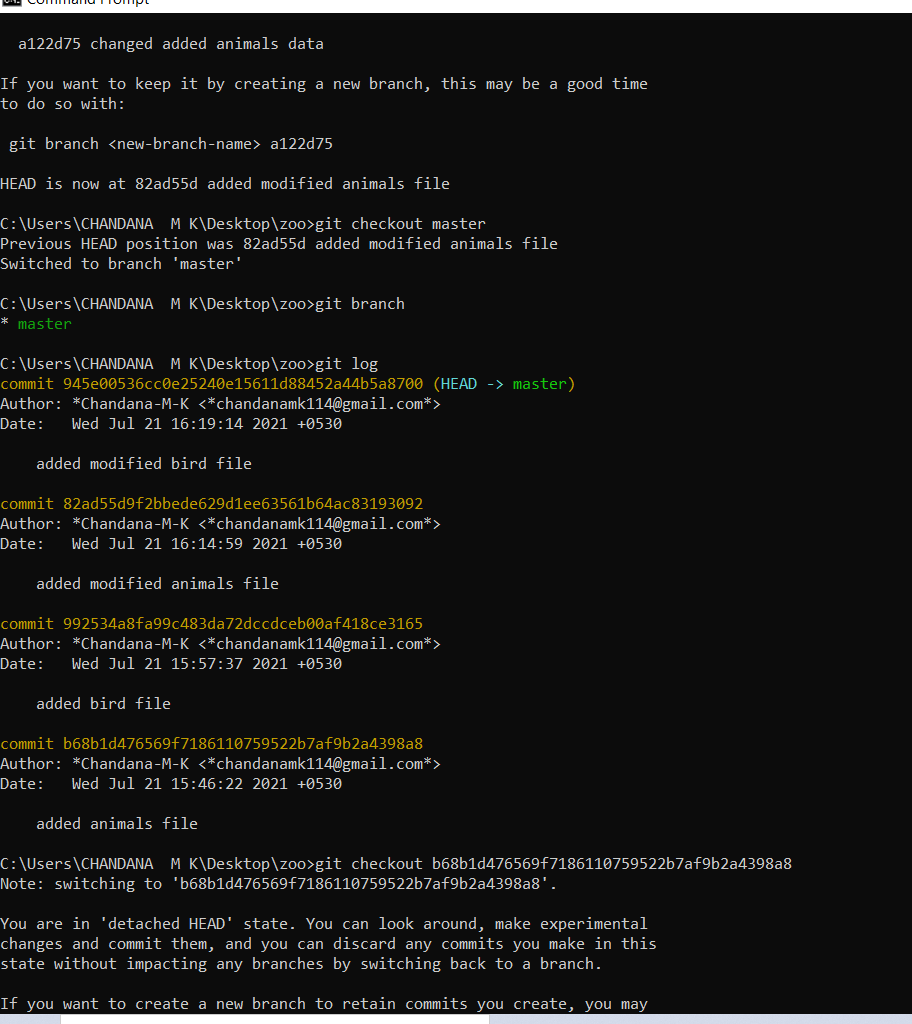 Command Prompt
a122d75 changed added animals data
If you want to keep it by creating a new branch, this may be a good time
to do so with:
git branch <new-branch-name> a122d75
HEAD is now at 82ad55d added modified animals file
C:\Users\CHANDANA  M K\Desktop\zoo>git checkout master
Previous HEAD position was 82ad55d added modified animals file
Switched to branch 'master'
C:\Users\CHANDANA  M K\Desktop\zoo>git branch
* master
C:\Users\CHANDANA  M K\Desktop\zoo>git log
commit 945e00536cc0e25240e15611d88452a44b5a8700 (HEAD -> master)
Author: *Chandana-M-K <*chandanamk114@gmail.com*>
Date:   Wed Jul 21 16:19:14 2021 +0530
added modified bird file
commit 82ad55d9f2bbede629d1ee63561b64ac83193092
Author: *Chandana-M-K <*chandanamk114@gmail.com*>
Date:   Wed Jul 21 16:14:59 2021 +0530
added modified animals file
commit 992534a8fa99c483da72dccdceb00af418ce3165
Author: *Chandana-M-K <*chandanamk114@gmail.com*>
Date:   Wed Jul 21 15:57:37 2021 +0530
added bird file
commit b68b1d476569f7186110759522b7af9b2a4398a8
Author: *Chandana-M-K <*chandanamk114@gmail.com*>
Date:   Wed Jul 21 15:46:22 2021 +0530
added animals file
C:\Users\CHANDANA  M K\Desktop\zoo>git checkout b68b1d476569f7186110759522b7af9b2a4398a8
Note: switching to 'b68b1d476569f7186110759522b7af9b2a4398a8'.
You are in 'detached HEAD' state. You can look around, make experimental
changes and commit them, and you can discard any commits you make in this
state without impacting any branches by switching back to a branch.
If you want to create a new branch to retain commits you create, you may